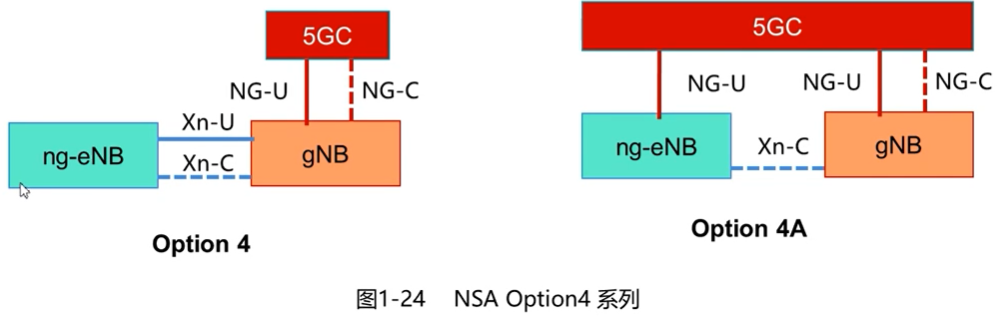 5GC
NG-U
NG-C
Xn-U
ng-eNB
Xn-C
gNB
Option 4
5GC
NG-U
NG-U
NG-C
ng-eNB
Xn-C
gNB
Option 4A
图1-24 NSA Option4 系列